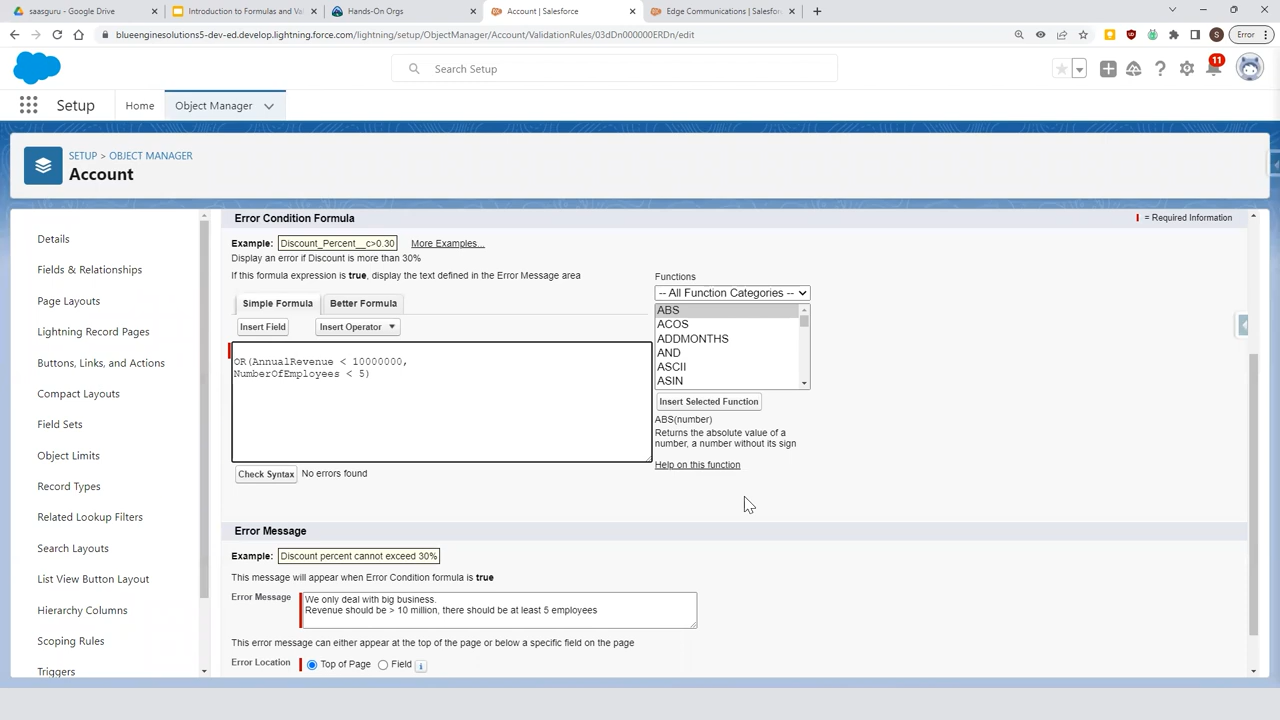 saasguru - Google Drive
Introduction to Formulas and Va
Hands-On Orgs
Account | Salesforce
Edge Communications | Salesfor
blueenginesolutions5-dev-ed.develop.lightning.force.com/lightning/setup/ObjectManager/Account/ValidationRules/03dDn000000ERDn/edit
S
Error
Search Setup
11
Setup
Home
Object Manager
SETUP > OBJECT MANAGER
Account
Details
Fields & Relationships
Page Layouts
Lightning Record Pages
Buttons, Links, and Actions
Compact Layouts
Field Sets
Object Limits
Record Types
Related Lookup Filters
Search Layouts
List View Button Layout
Hierarchy Columns
Scoping Rules
Triggers
Error Condition Formula
= Required Information
Example: Discount_Percent__c>0.30 More Examples...
Display an error if Discount is more than 30%
If this formula expression is true, display the text defined in the Error Message area
Simple Formula
Better Formula
Insert Field
Insert Operator
OR(AnnualRevenue < 10000000,
NumberOfEmployees < 5)
Check Syntax No errors found
Functions
-- All Function Categories --
ABS
ACOS
ADDMONTHS
AND
ASCII
ASIN
Insert Selected Function
ABS(number)
Returns the absolute value of a
number, a number without its sign
Help on this function
Error Message
Example: Discount percent cannot exceed 30%
This message will appear when Error Condition formula is true
Error Message
We only deal with big business.
Revenue should be > 10 million, there should be at least 5 employees
This error message can either appear at the top of the page or below a specific field on the page
Error Location Top of Page Field i